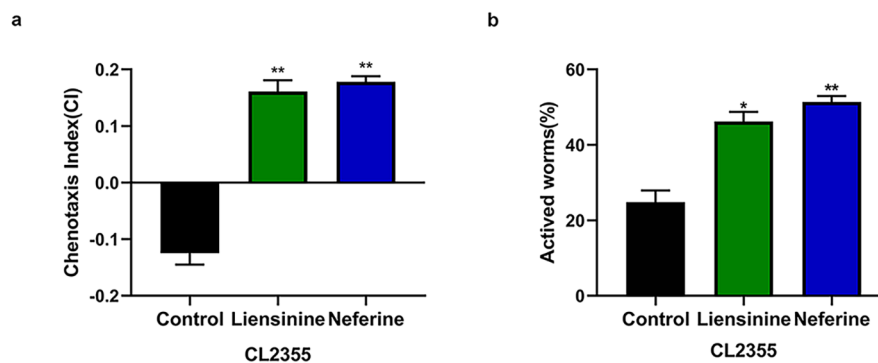 a
Chenotaxis Index(CI)
0.2
0.1
0.0
-0.1
-0.2
**
**
Control Liensinine Neferine
CL2355
b
Actived worms(%)
60
40
20
0
*
**
Control Liensinine Neferine
CL2355